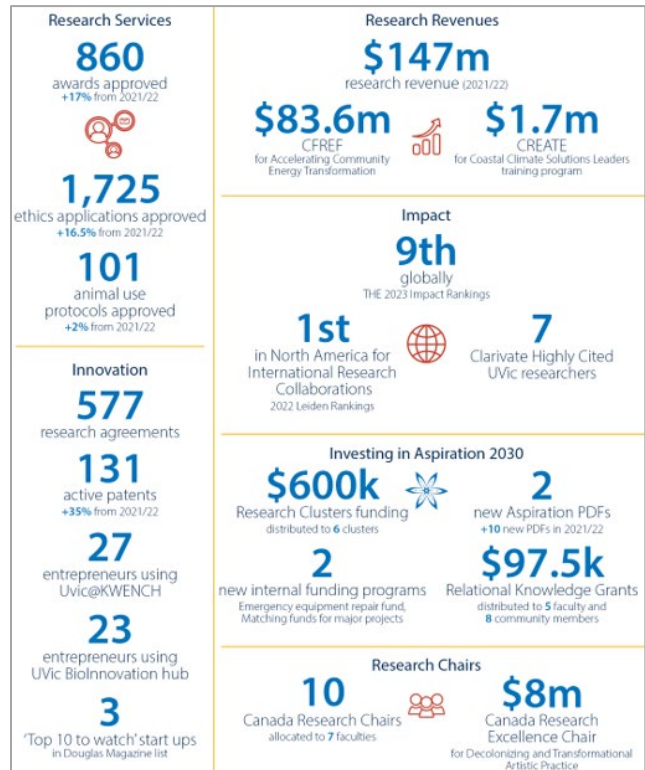 Research Services
860
awards approved
+17% from 2021/22
1,725
ethics applications approved
+16.5% from 2021/22
101
animal use
protocols approved
+2% from 2021/22
Innovation
577
research agreements
131
active patents
+35% from 2021/22
27
entrepreneurs using
Uvic@KWENCH
23
entrepreneurs using
UVic BioInnovation hub
3
'Top 10 to watch' start ups
in Douglas Magazine list
Research Revenues
$147m
research revenue (2021/22)
$83.6m
CFREF
for Accelerating Community
Energy Transformation
$1.7m
CREATE
for Coastal Climate Solutions Leaders
training program
Impact
9th
globally
THE 2023 Impact Rankings
1st
in North America for
International Research
Collaborations
2022 Leiden Rankings
7
Clarivate Highly Cited
UVic researchers
Investing in Aspiration 2030
$600k
Research Clusters funding
distributed to 6 clusters
2
new Aspiration PDFs
+10 new PDFs in 2021/22
2
new internal funding programs
Emergency equipment repair fund,
Matching funds for major projects
$97.5k
Relational Knowledge Grants
distributed to 5 faculty and
8 community members
Research Chairs
10
Canada Research Chairs
allocated to 7 faculties
$8m
Canada Research
Excellence Chair
for Decolonizing and Transformational
Artistic Practice